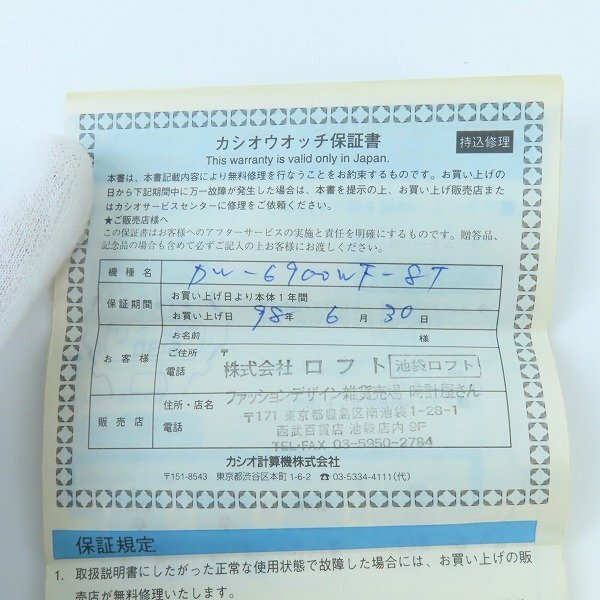 カシオウオッチ保証書
持込修理
This warranty is valid only in Japan.
本書は、本書記載内容により無料修理を行なうことをお約束するものです。お買い上げの
日から下記期間中に万一故障が発生した場合は、本書を提示の上、お買い上げ販売店また
はカシオサービスセンターに修理をご依頼ください。
★ご販売店様へ
この保証書はお客様へのアフターサービスの実施と責任を明確にするものです。贈答品、
記念品の場合も含めて必ずご記入の上お客様にお渡しください。
機種名 DW-6900WF-8T
保証期間 お買い上げ日より本体1年間
お買い上げ日 98年 6月 30日
お客様 お名前 様
ご住所 〒
電話
株式会社 ロフト 池袋ロフト
ファッションデザイン雑貨売場 時計屋さん
販売店 住所・店名
電話
〒171 東京都豊島区南池袋1-28-1
西武百貨店 池袋店内 9F
TEL・FAX 03-5950-2784
カシオ計算機株式会社
〒151-8543 東京都渋谷区本町1-6-2 ☎03-5334-4111(代)
保証規定
1. 取扱説明書にしたがった正常な使用状態で故障した場合には、お買い上げの販
売店が無料修理いたします。